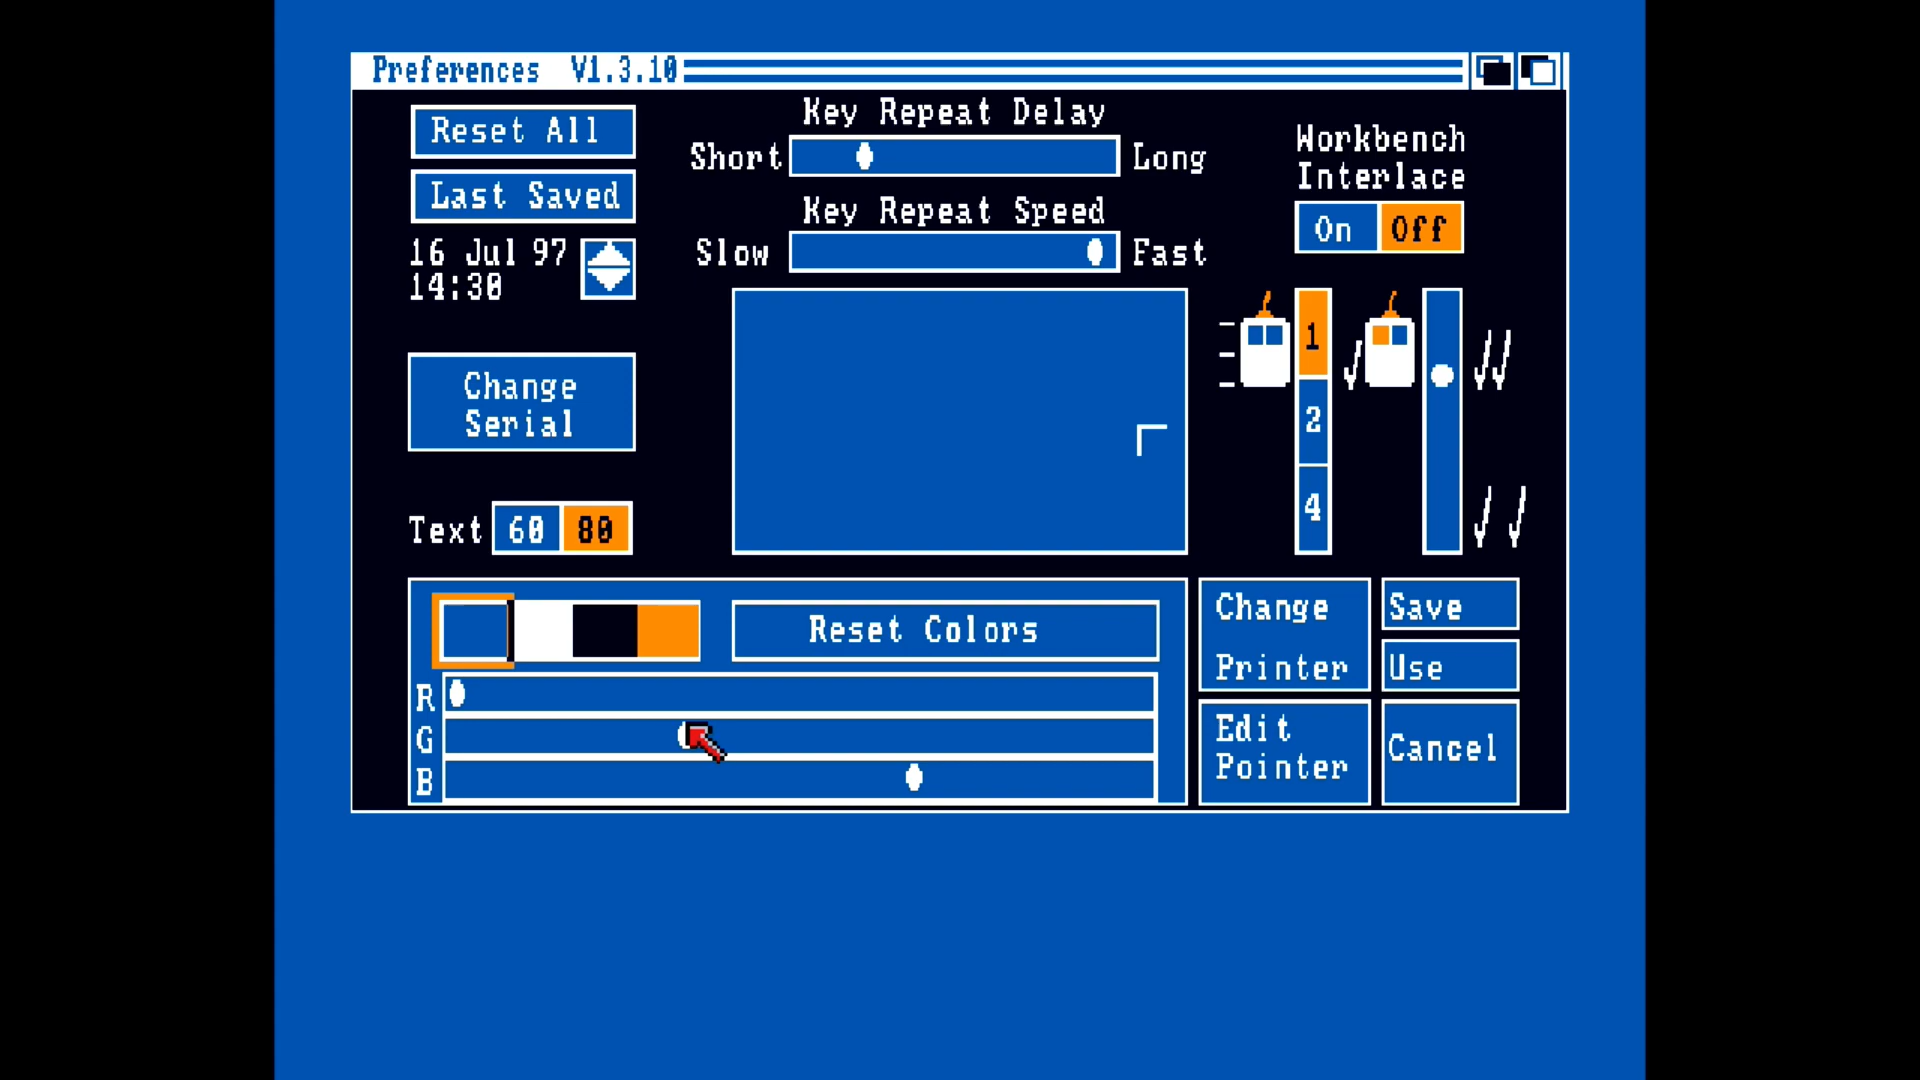 Preferences V1.3.10
Reset All
Last Saved
16 Jul 97
14:30
Key Repeat Delay
Short Long
Key Repeat Speed
Slow Fast
Workbench
Interlace
On Off
Change
Serial
1
2
4
Text 60 80
Reset Colors
R
G
B
Change
Printer
Edit
Pointer
Save
Use
Cancel